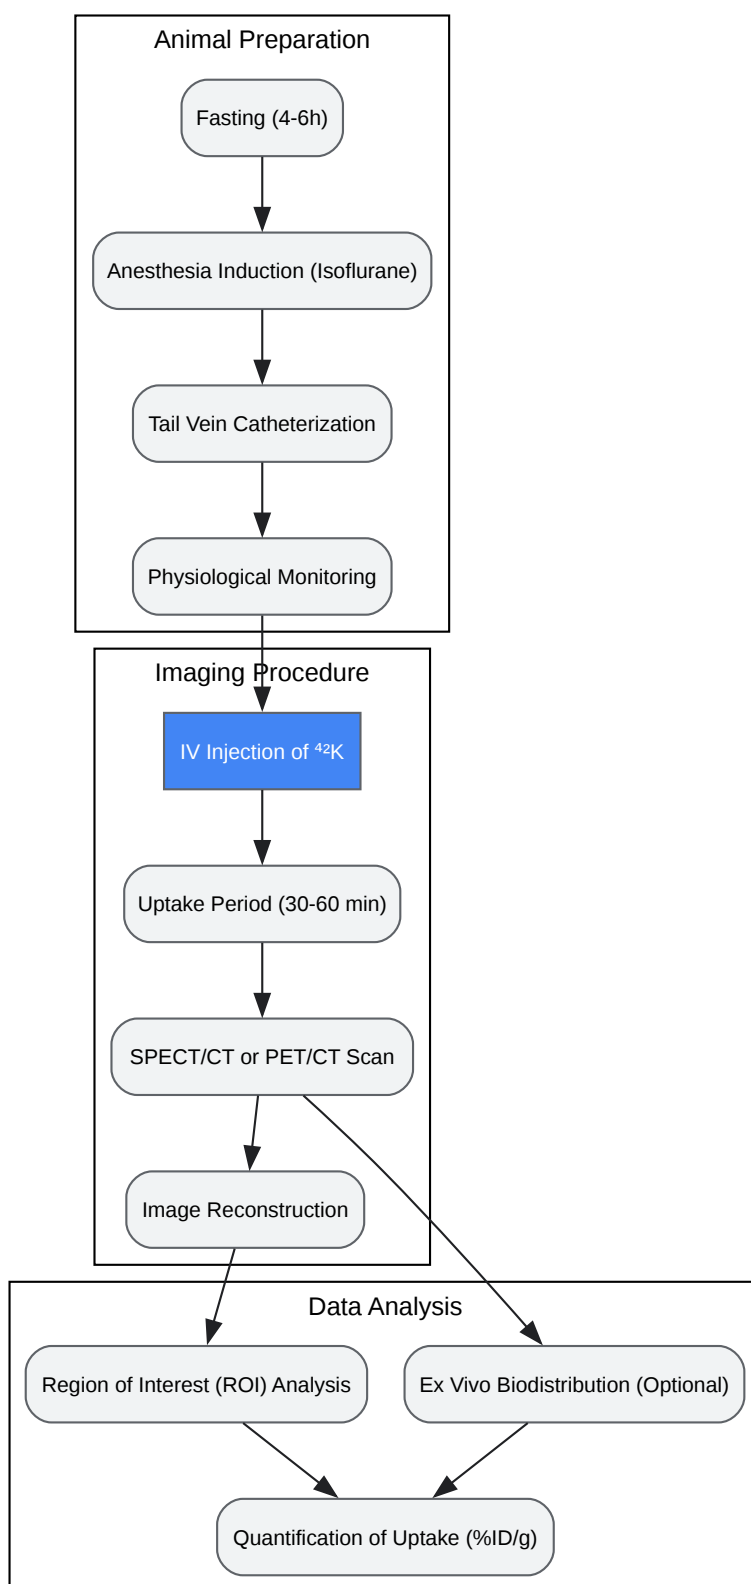 Animal Preparation
Fasting (4-6h)
Anesthesia Induction (Isoflurane)
Tail Vein Catheterization
Physiological Monitoring
Imaging Procedure
IV Injection of ⁴²K
Uptake Period (30-60 min)
SPECT/CT or PET/CT Scan
Image Reconstruction
Data Analysis
Region of Interest (ROI) Analysis
Ex Vivo Biodistribution (Optional)
Quantification of Uptake (%ID/g)